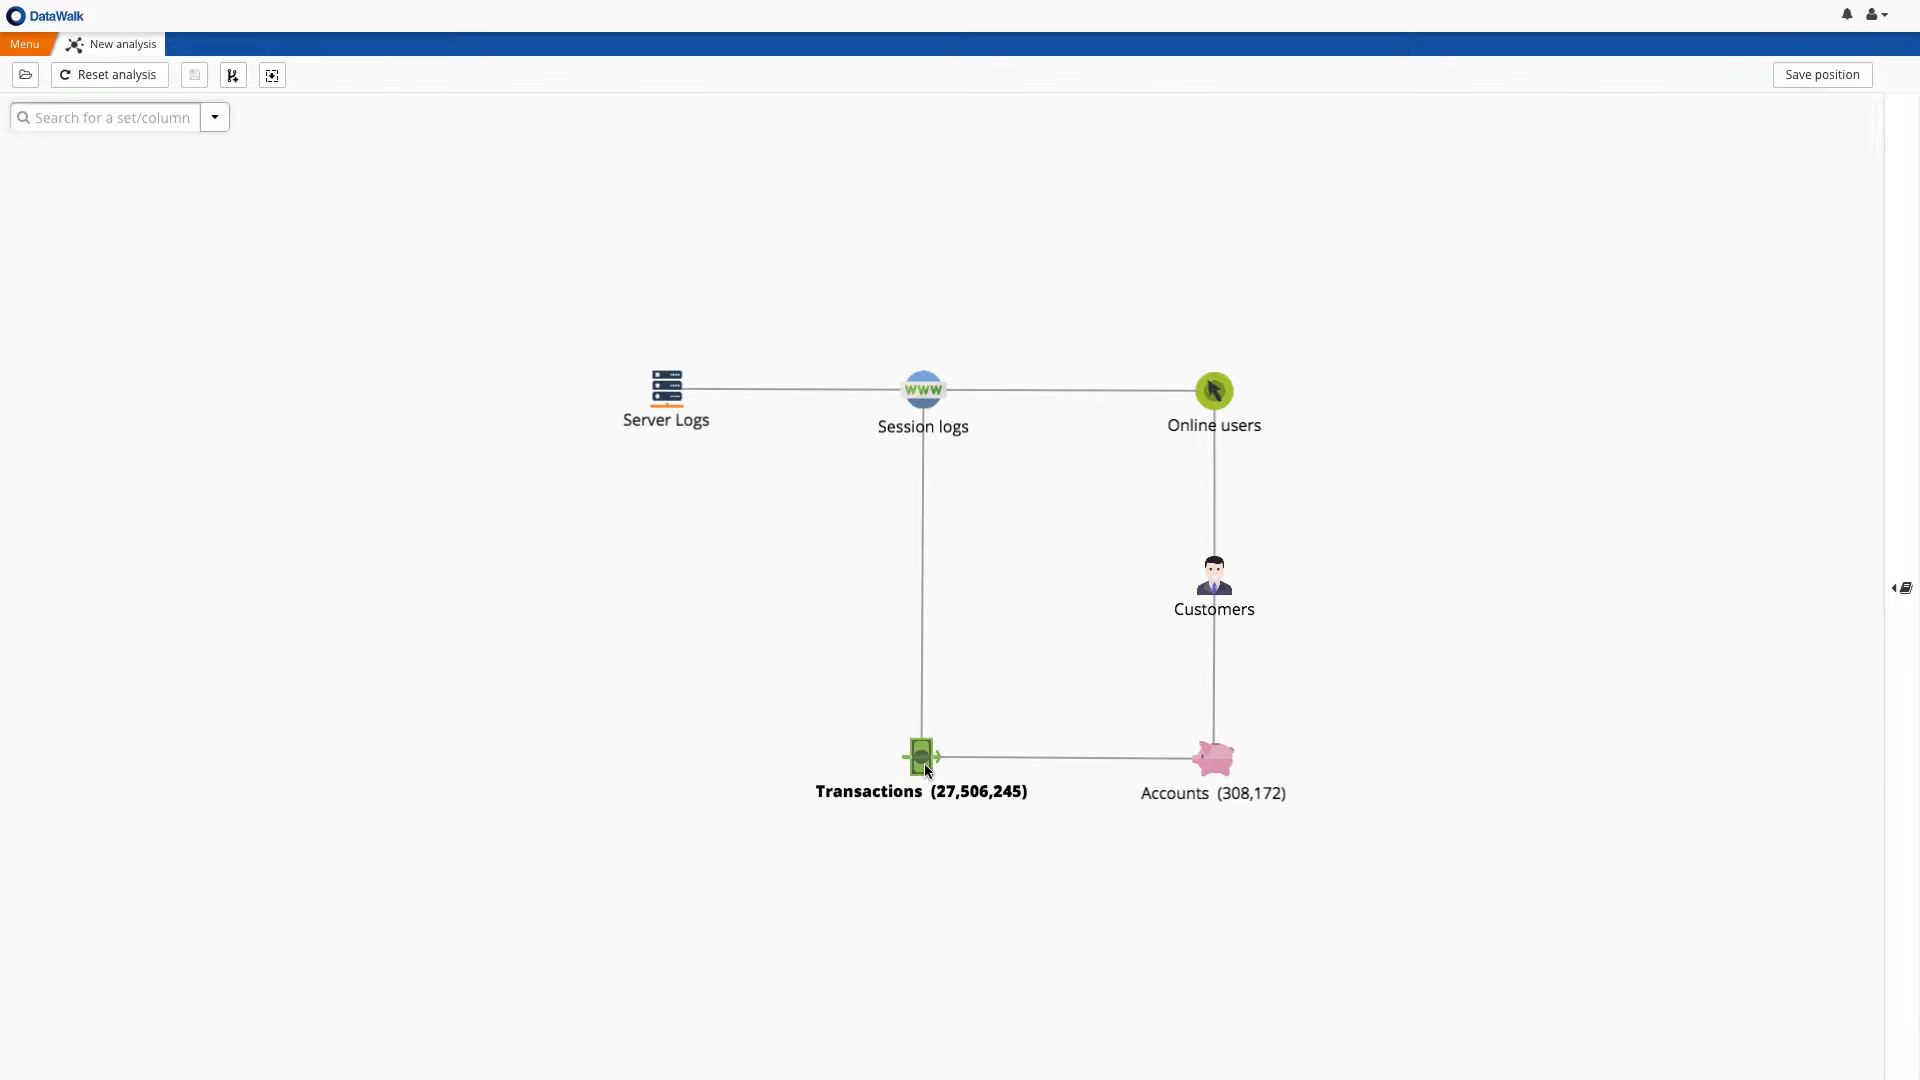 DataWalk
Menu
New analysis
Reset analysis
Save position
Search for a set/column
www
Server Logs
Session logs
Online users
Customers
Transactions (27,506,245)
Accounts (308,172)